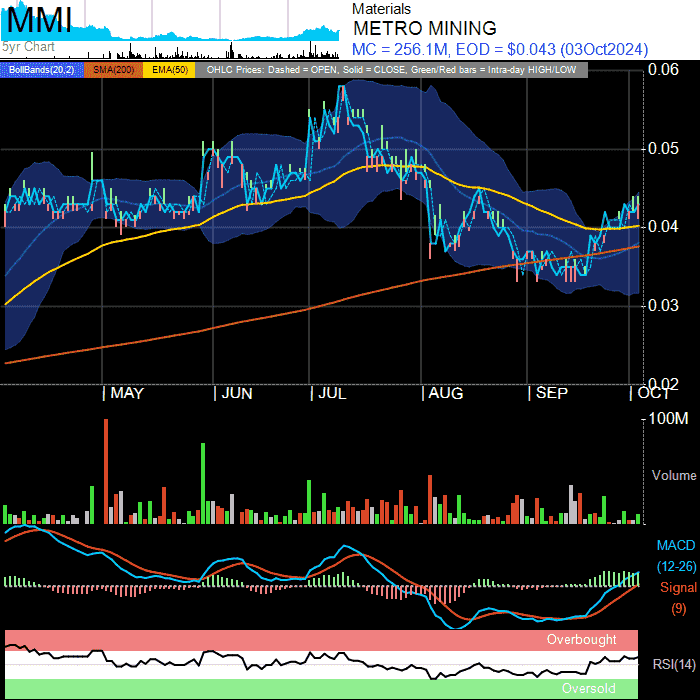 MMI
5yr Chart
Materials
METRO MINING
MC = 256.1M, EOD = $0.043 (03Oct2024)
BollBands(20,2) SMA(200) EMA(50) OHLC Prices: Dashed = OPEN, Solid = CLOSE, Green/Red bars = Intra-day HIGH/LOW
0.06
0.05
0.04
0.03
0.02
MAY JUN JUL AUG SEP OCT
100M
Volume
MACD
(12-26)
Signal
(9)
Overbought
RSI(14)
Oversold